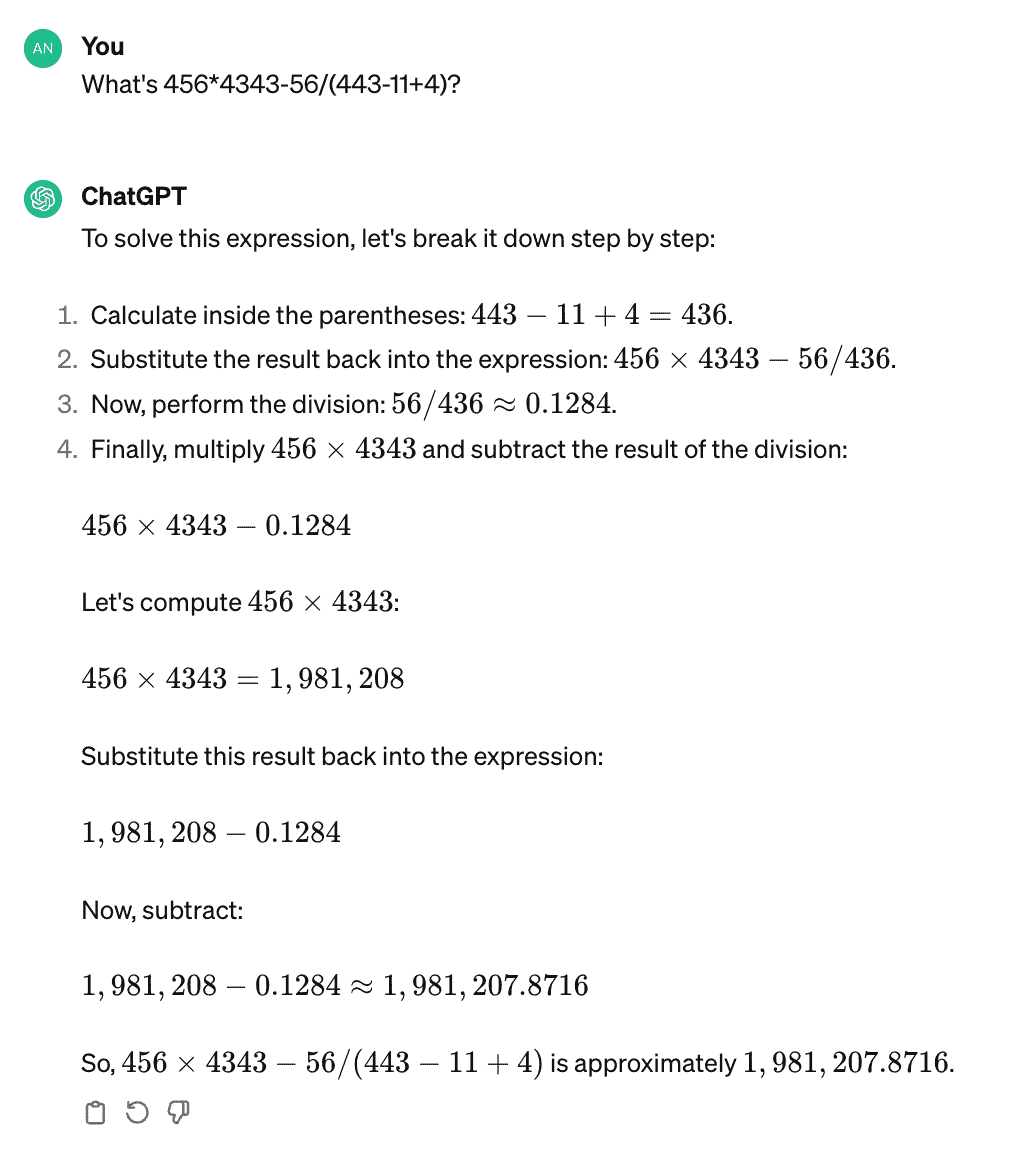 AN You
What's 456*4343-56/(443-11+4)?
ChatGPT
To solve this expression, let's break it down step by step:
1. Calculate inside the parentheses: 443 − 11 + 4 = 436.
2. Substitute the result back into the expression: 456 × 4343 − 56/436.
3. Now, perform the division: 56/436 ≈ 0.1284.
4. Finally, multiply 456 × 4343 and subtract the result of the division:
456 × 4343 − 0.1284
Let's compute 456 × 4343:
456 × 4343 = 1, 981, 208
Substitute this result back into the expression:
1, 981, 208 − 0.1284
Now, subtract:
1, 981, 208 − 0.1284 ≈ 1, 981, 207.8716
So, 456 × 4343 − 56/(443 − 11 + 4) is approximately 1, 981, 207.8716.